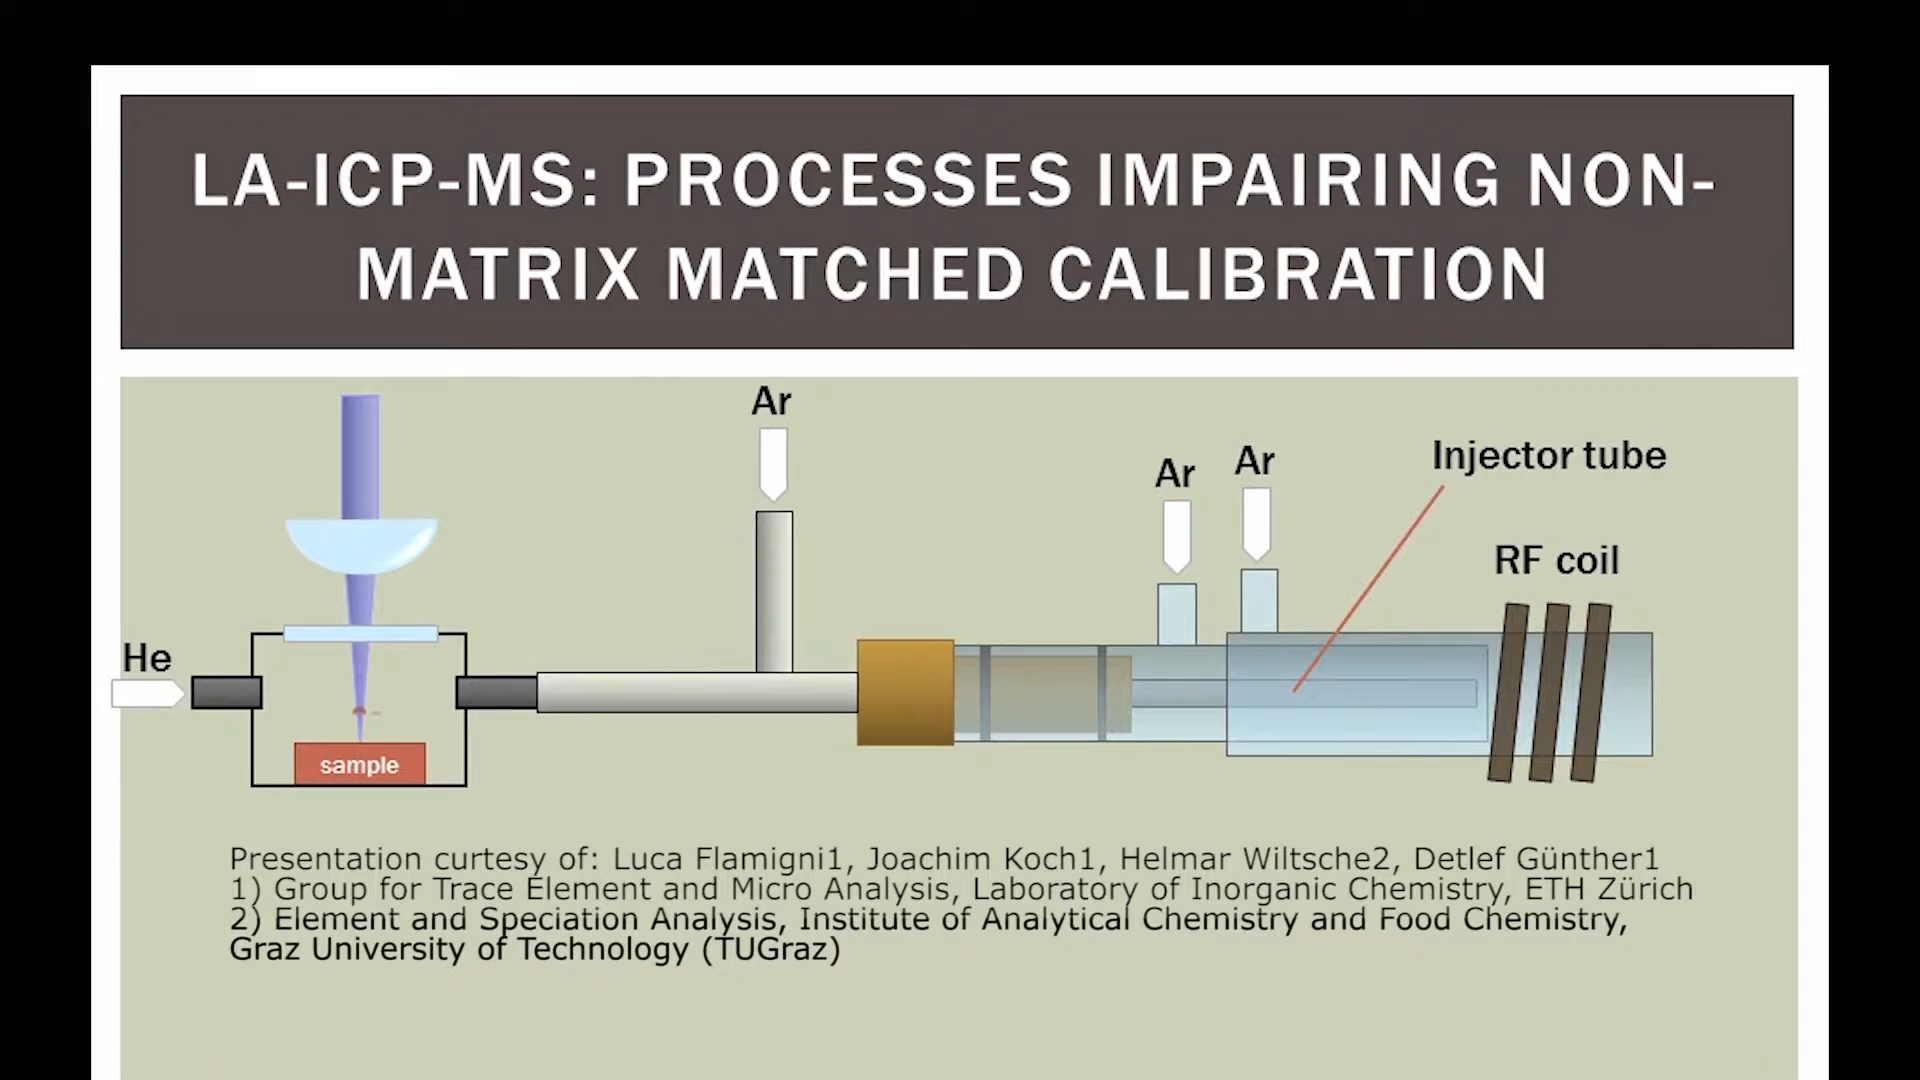 LA-ICP-MS: PROCESSES IMPAIRING NON-
MATRIX MATCHED CALIBRATION
Ar
Ar
Ar
Injector tube
RF coil
He
sample
Presentation curtesy of: Luca Flamigni1, Joachim Koch1, Helmar Wiltsche2, Detlef Günther1
1) Group for Trace Element and Micro Analysis, Laboratory of Inorganic Chemistry, ETH Zürich
2) Element and Speciation Analysis, Institute of Analytical Chemistry and Food Chemistry,
Graz University of Technology (TUGraz)